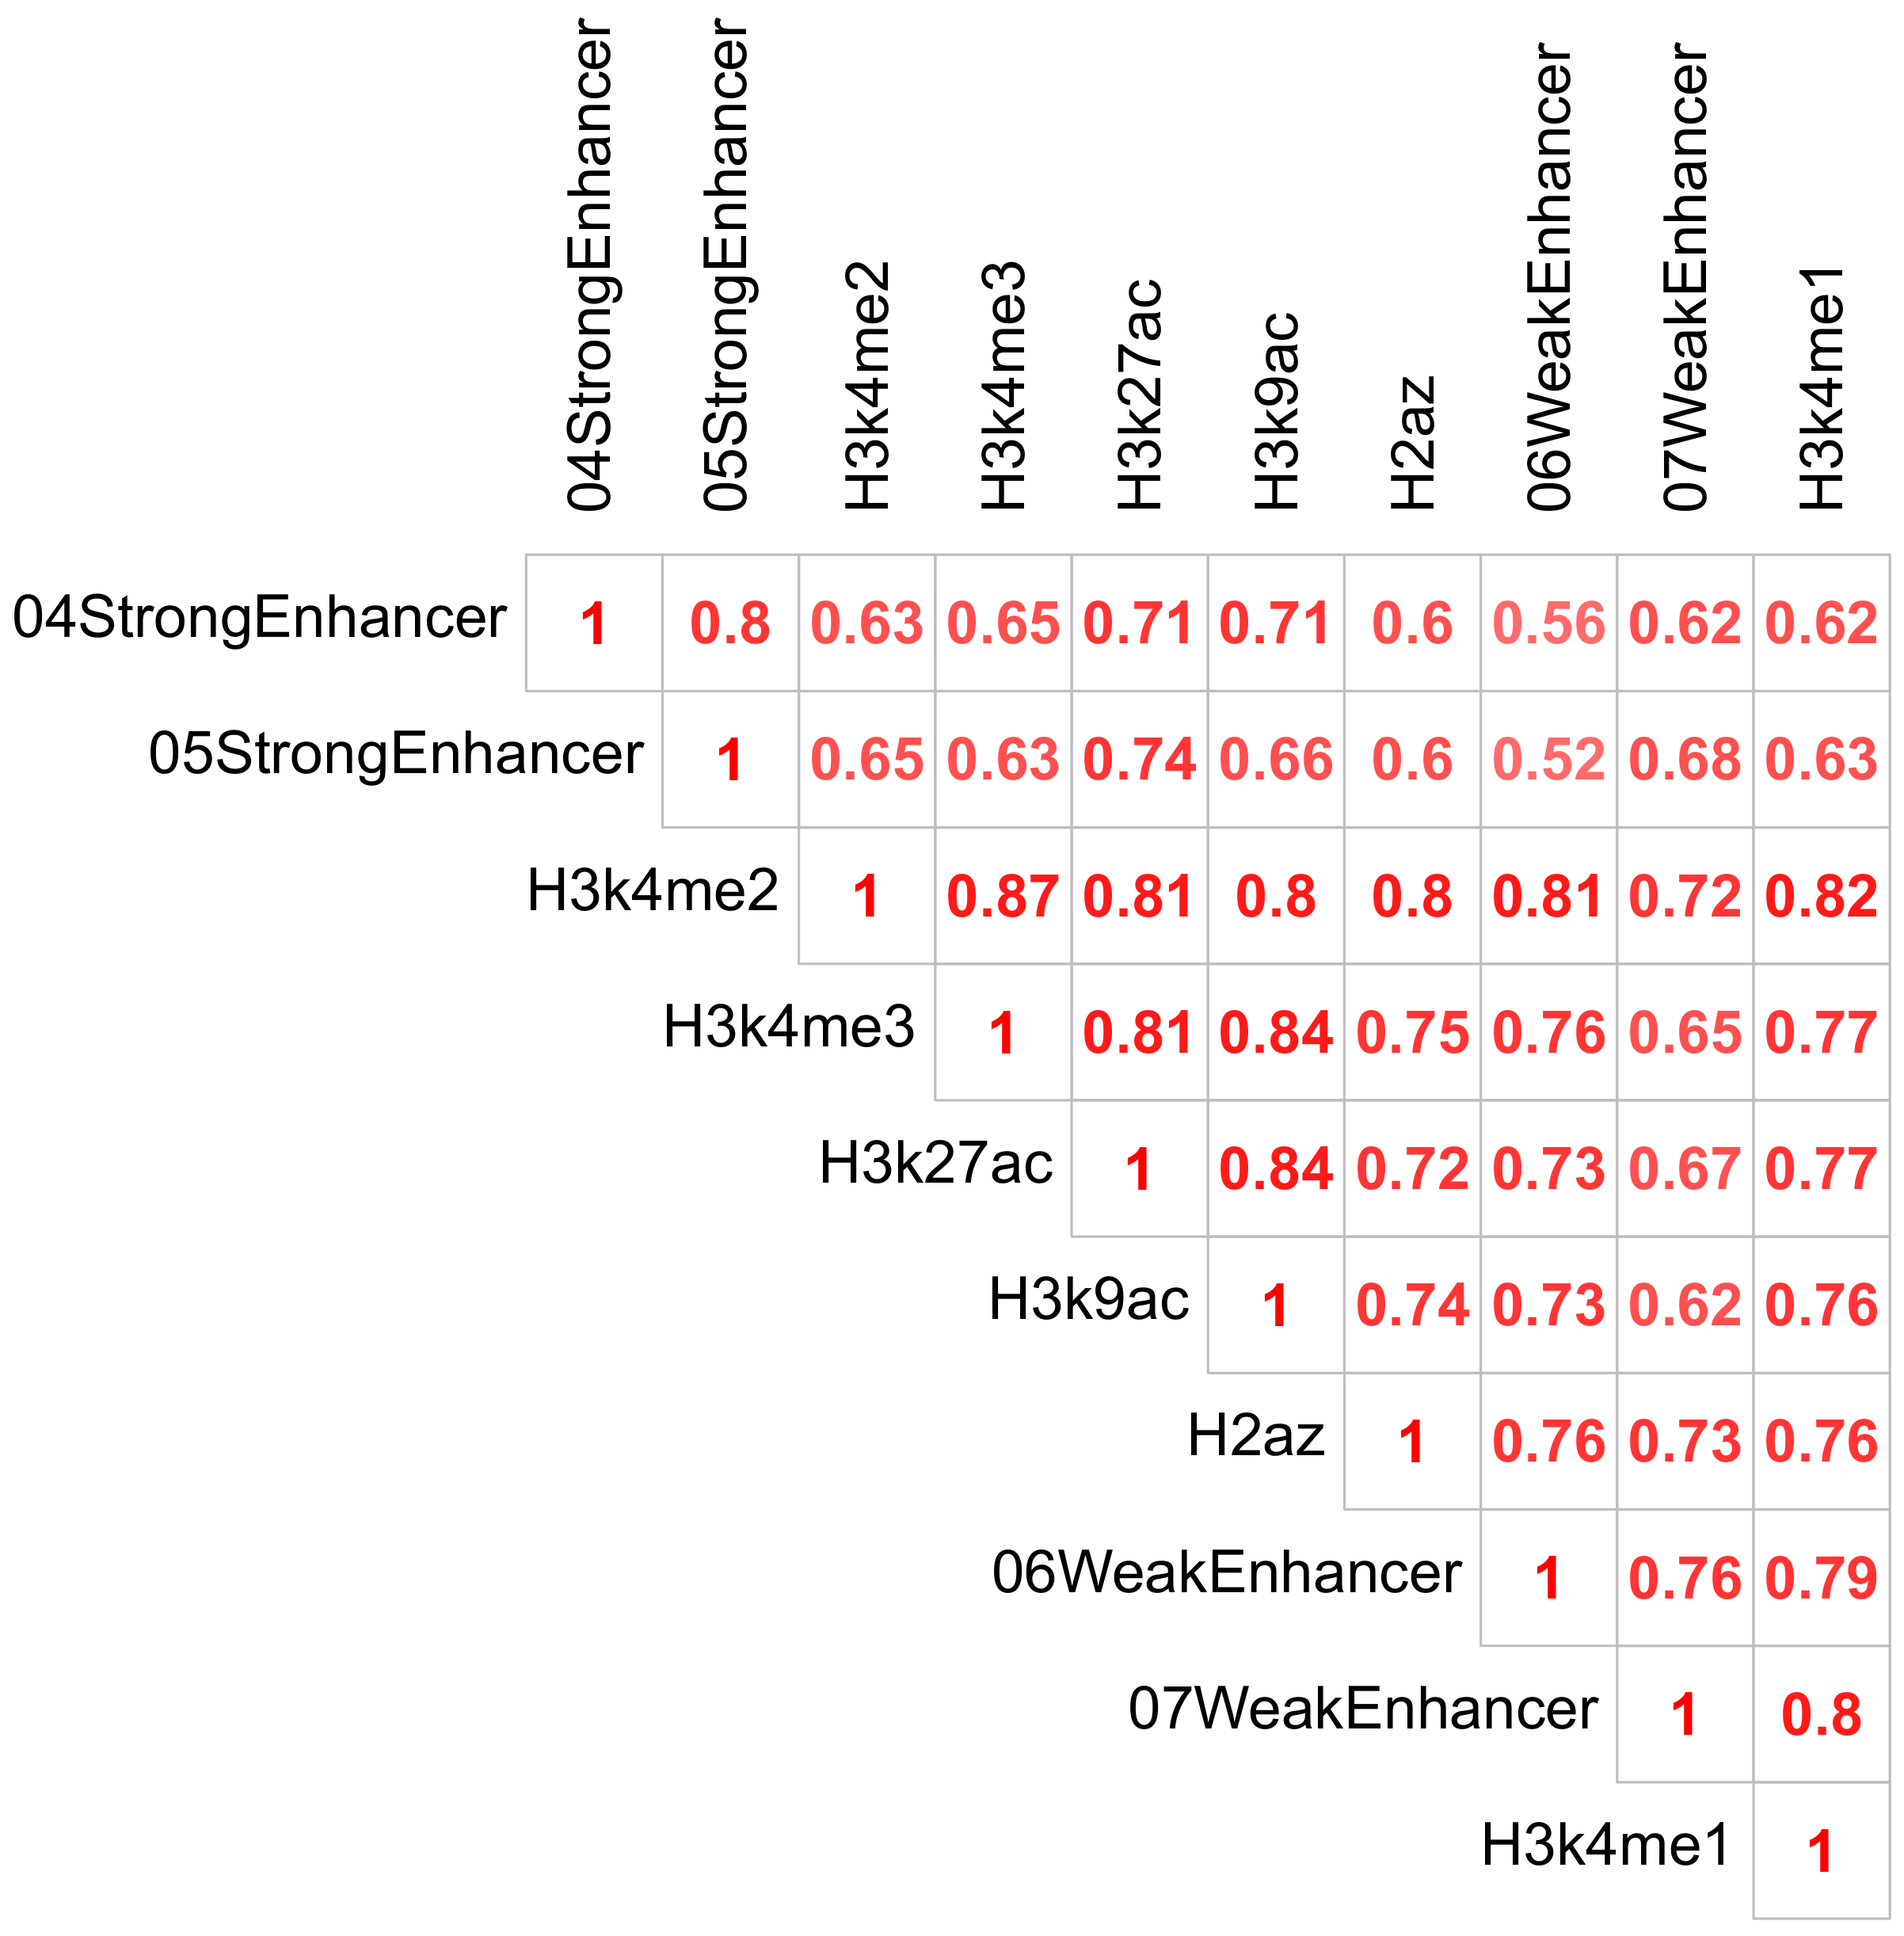 04StrongEnhancer
05StrongEnhancer
H3k4me2
H3k4me3
H3k27ac
H3k9ac
H2az
06WeakEnhancer
07WeakEnhancer
H3k4me1
04StrongEnhancer 1 0.8 0.63 0.65 0.71 0.71 0.6 0.56 0.62 0.62
05StrongEnhancer 1 0.65 0.63 0.74 0.66 0.6 0.52 0.68 0.63
H3k4me2 1 0.87 0.81 0.8 0.8 0.81 0.72 0.82
H3k4me3 1 0.81 0.84 0.75 0.76 0.65 0.77
H3k27ac 1 0.84 0.72 0.73 0.67 0.77
H3k9ac 1 0.74 0.73 0.62 0.76
H2az 1 0.76 0.73 0.76
06WeakEnhancer 1 0.76 0.79
07WeakEnhancer 1 0.8
H3k4me1 1